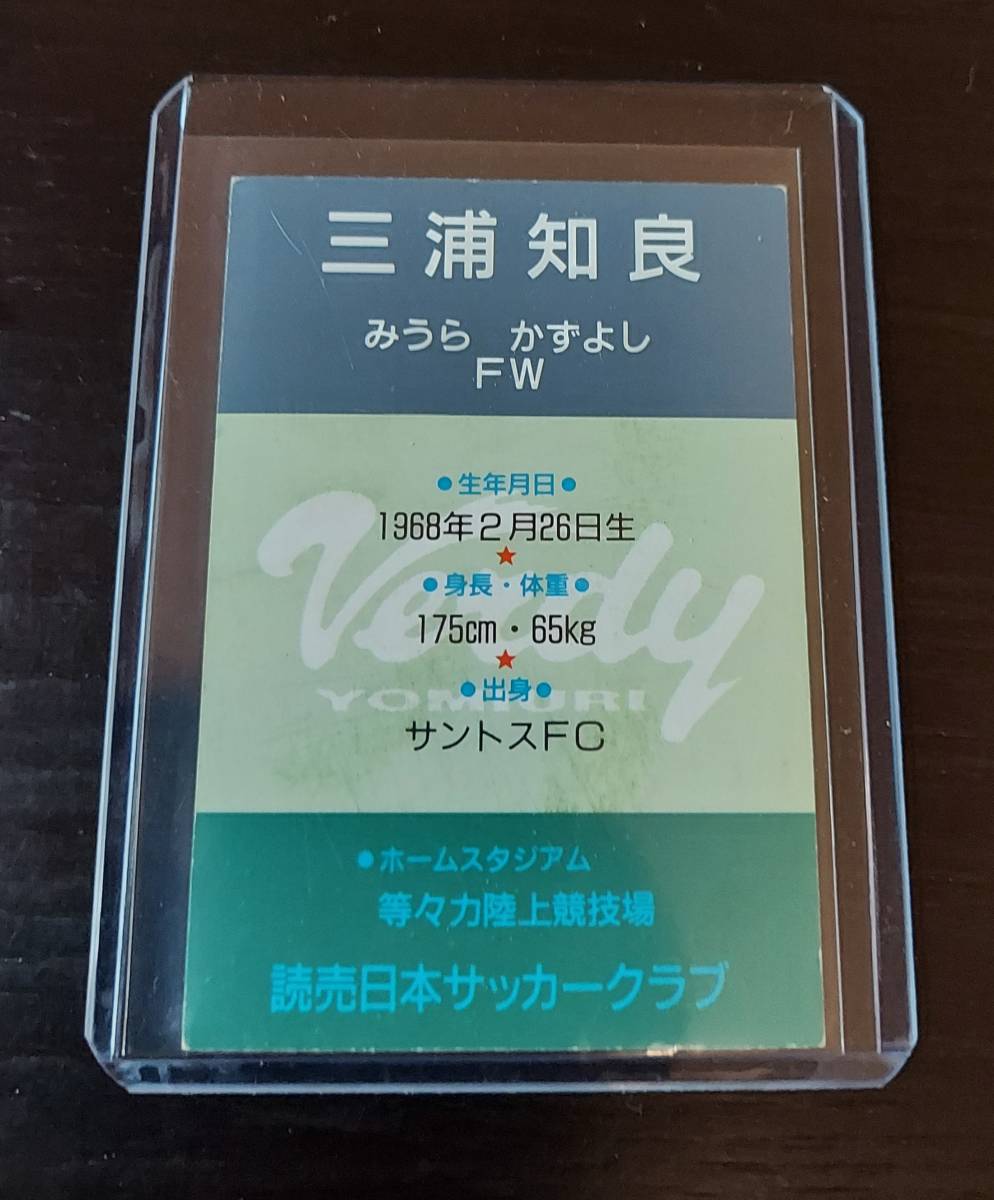 三浦知良
みうら かずよし
FW
●生年月日●
1968年2月26日生
★
●身長・体重●
175cm・65kg
★
●出身●
サントスFC
Verdy
YOMIURI
●ホームスタジアム
等々力陸上競技場
読売日本サッカークラブ